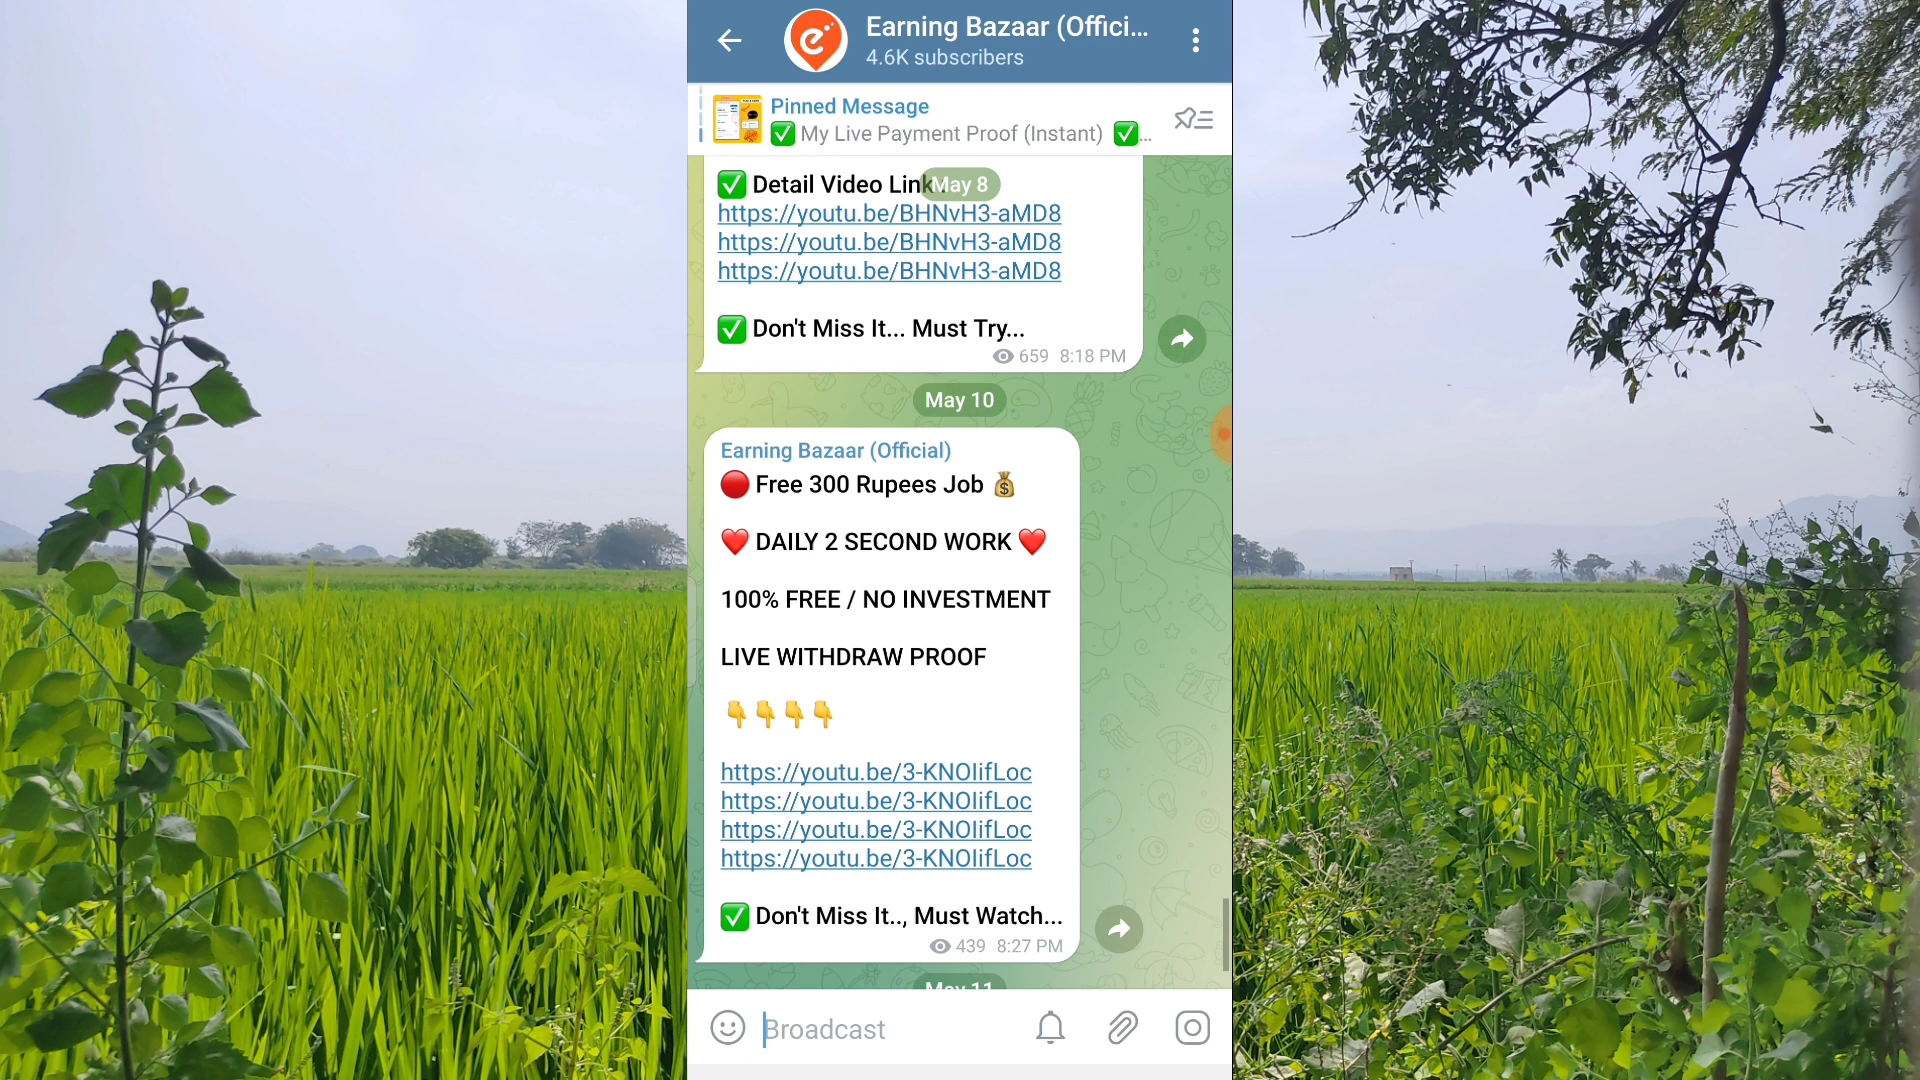 Earning Bazaar (Offici...
4.6K subscribers
Pinned Message
✅ My Live Payment Proof (Instant) ✅...
✅ Detail Video Link
May 8
https://youtu.be/BHNvH3-aMD8
https://youtu.be/BHNvH3-aMD8
https://youtu.be/BHNvH3-aMD8
✅ Don't Miss It... Must Try...
659 8:18 PM
May 10
Earning Bazaar (Official)
🔴 Free 300 Rupees Job 💰
❤️ DAILY 2 SECOND WORK ❤️
100% FREE / NO INVESTMENT
LIVE WITHDRAW PROOF
👇👇👇👇
https://youtu.be/3-KNOIifLoc
https://youtu.be/3-KNOIifLoc
https://youtu.be/3-KNOIifLoc
https://youtu.be/3-KNOIifLoc
✅ Don't Miss It.., Must Watch...
439 8:27 PM
May 11
Broadcast